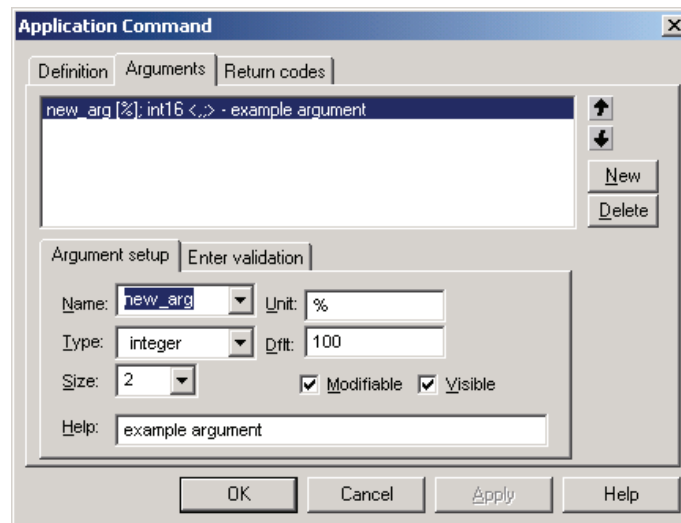 Application Command
Definition Arguments Return codes
new_arg [%]; int16 <,;> - example argument
New
Delete
Argument setup Enter validation
Name: new_arg Unit: %
Type: integer Dflt: 100
Size: 2 Modifiable Visible
Help: example argument
OK Cancel Apply Help